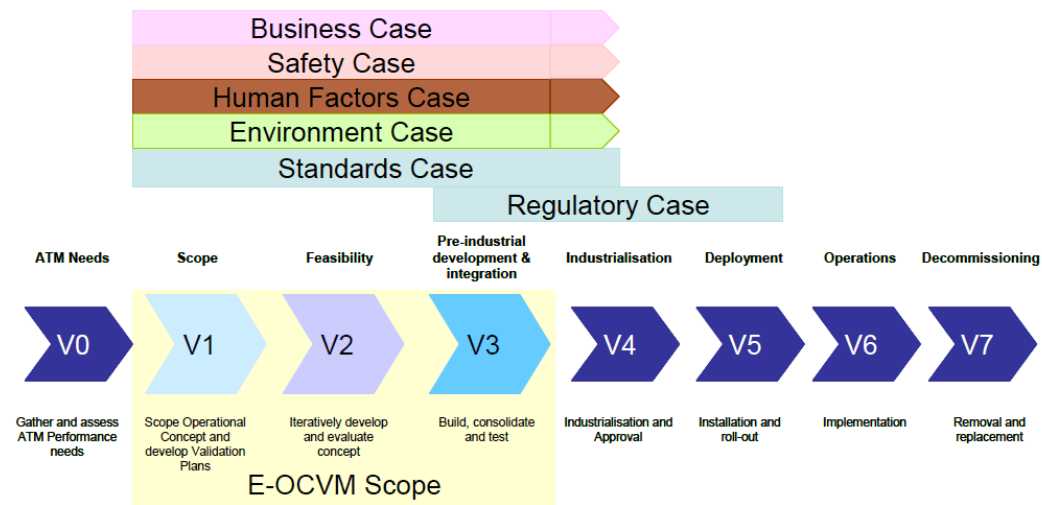 Business Case
Safety Case
Human Factors Case
Environment Case
Standards Case
Regulatory Case
ATM Needs
Scope
Feasibility
Pre-industrial
development &
integration
Industrialisation
Deployment
Operations
Decommissioning
V0
V1
V2
V3
V4
V5
V6
V7
Gather and assess
ATM Performance
needs
Scope Operational
Concept and
develop Validation
Plans
Iteratively develop
and evaluate
concept
Build, consolidate
and test
Industrialisation and
Approval
Installation and
roll-out
Implementation
Removal and
replacement
E-OCVM Scope